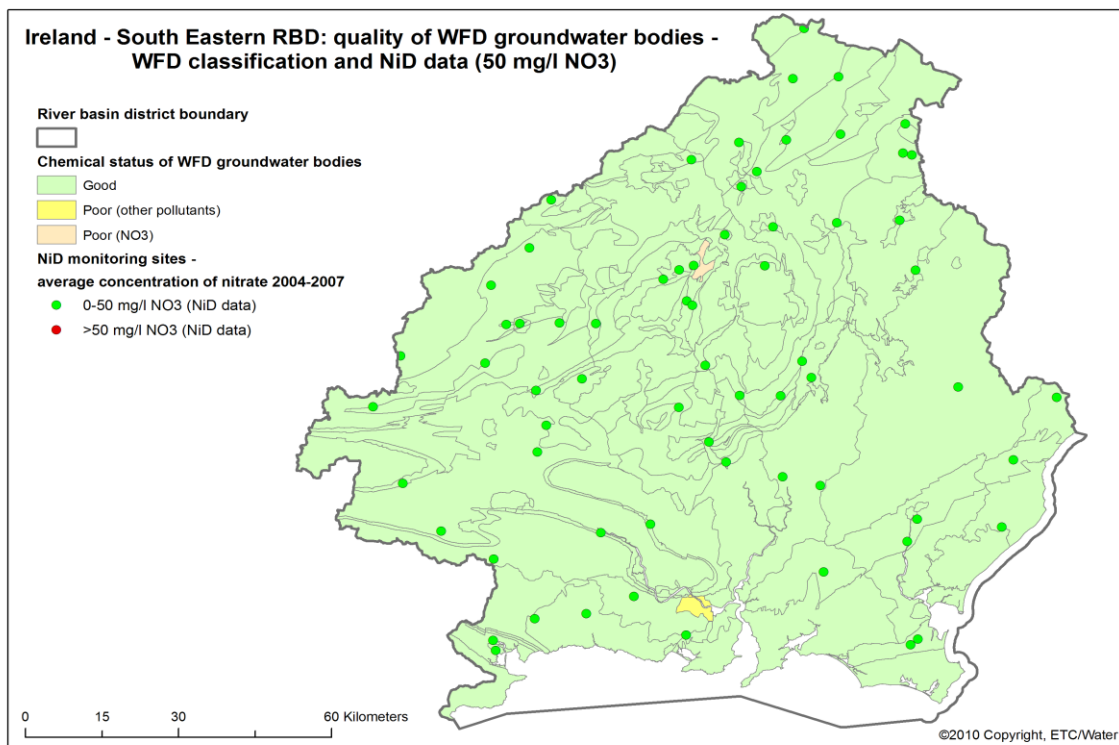 Ireland - South Eastern RBD: quality of WFD groundwater bodies -
WFD classification and NiD data (50 mg/l NO3)
River basin district boundary
Chemical status of WFD groundwater bodies
Good
Poor (other pollutants)
Poor (NO3)
NiD monitoring sites -
average concentration of nitrate 2004-2007
0-50 mg/l NO3 (NiD data)
>50 mg/l NO3 (NiD data)
0 15 30 60 Kilometers
©2010 Copyright, ETC/Water